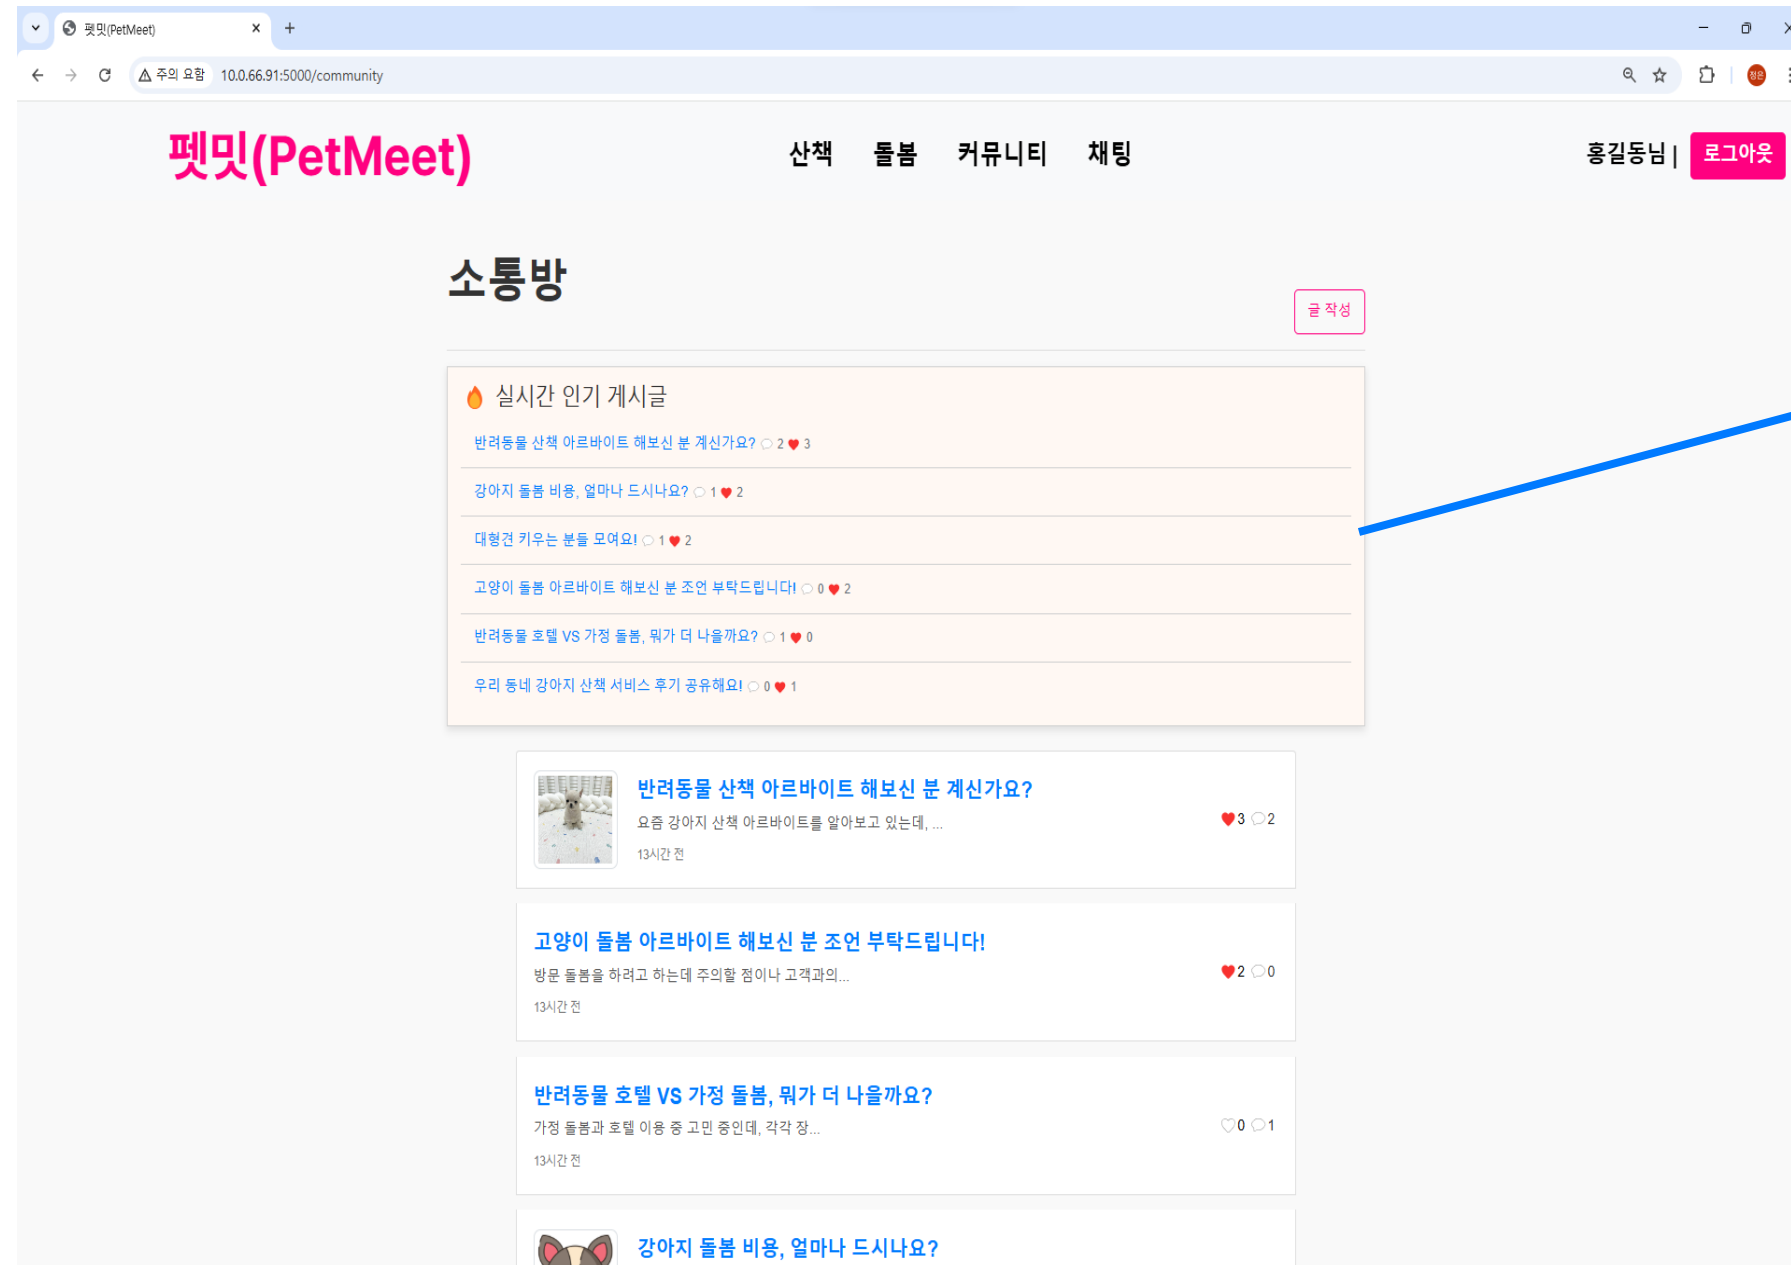 펫밋(PetMeet)
주의 요함 10.0.66.91:5000/community
정은
펫밋(PetMeet)
산책 돌봄 커뮤니티 채팅
홍길동님 | 로그아웃
소통방
글 작성
실시간 인기 게시글
반려동물 산책 아르바이트 해보신 분 계신가요? 2 3
강아지 돌봄 비용, 얼마나 드시나요? 1 2
대형견 키우는 분들 모여요! 1 2
고양이 돌봄 아르바이트 해보신 분 조언 부탁드립니다! 0 2
반려동물 호텔 VS 가정 돌봄, 뭐가 더 나을까요? 1 0
우리 동네 강아지 산책 서비스 후기 공유해요! 0 1
반려동물 산책 아르바이트 해보신 분 계신가요?
요즘 강아지 산책 아르바이트를 알아보고 있는데, ...
3 2
13시간 전
고양이 돌봄 아르바이트 해보신 분 조언 부탁드립니다!
방문 돌봄을 하려고 하는데 주의할 점이나 고객과의...
2 0
13시간 전
반려동물 호텔 VS 가정 돌봄, 뭐가 더 나을까요?
가정 돌봄과 호텔 이용 중 고민 중인데, 각각 장...
0 1
13시간 전
강아지 돌봄 비용, 얼마나 드시나요?